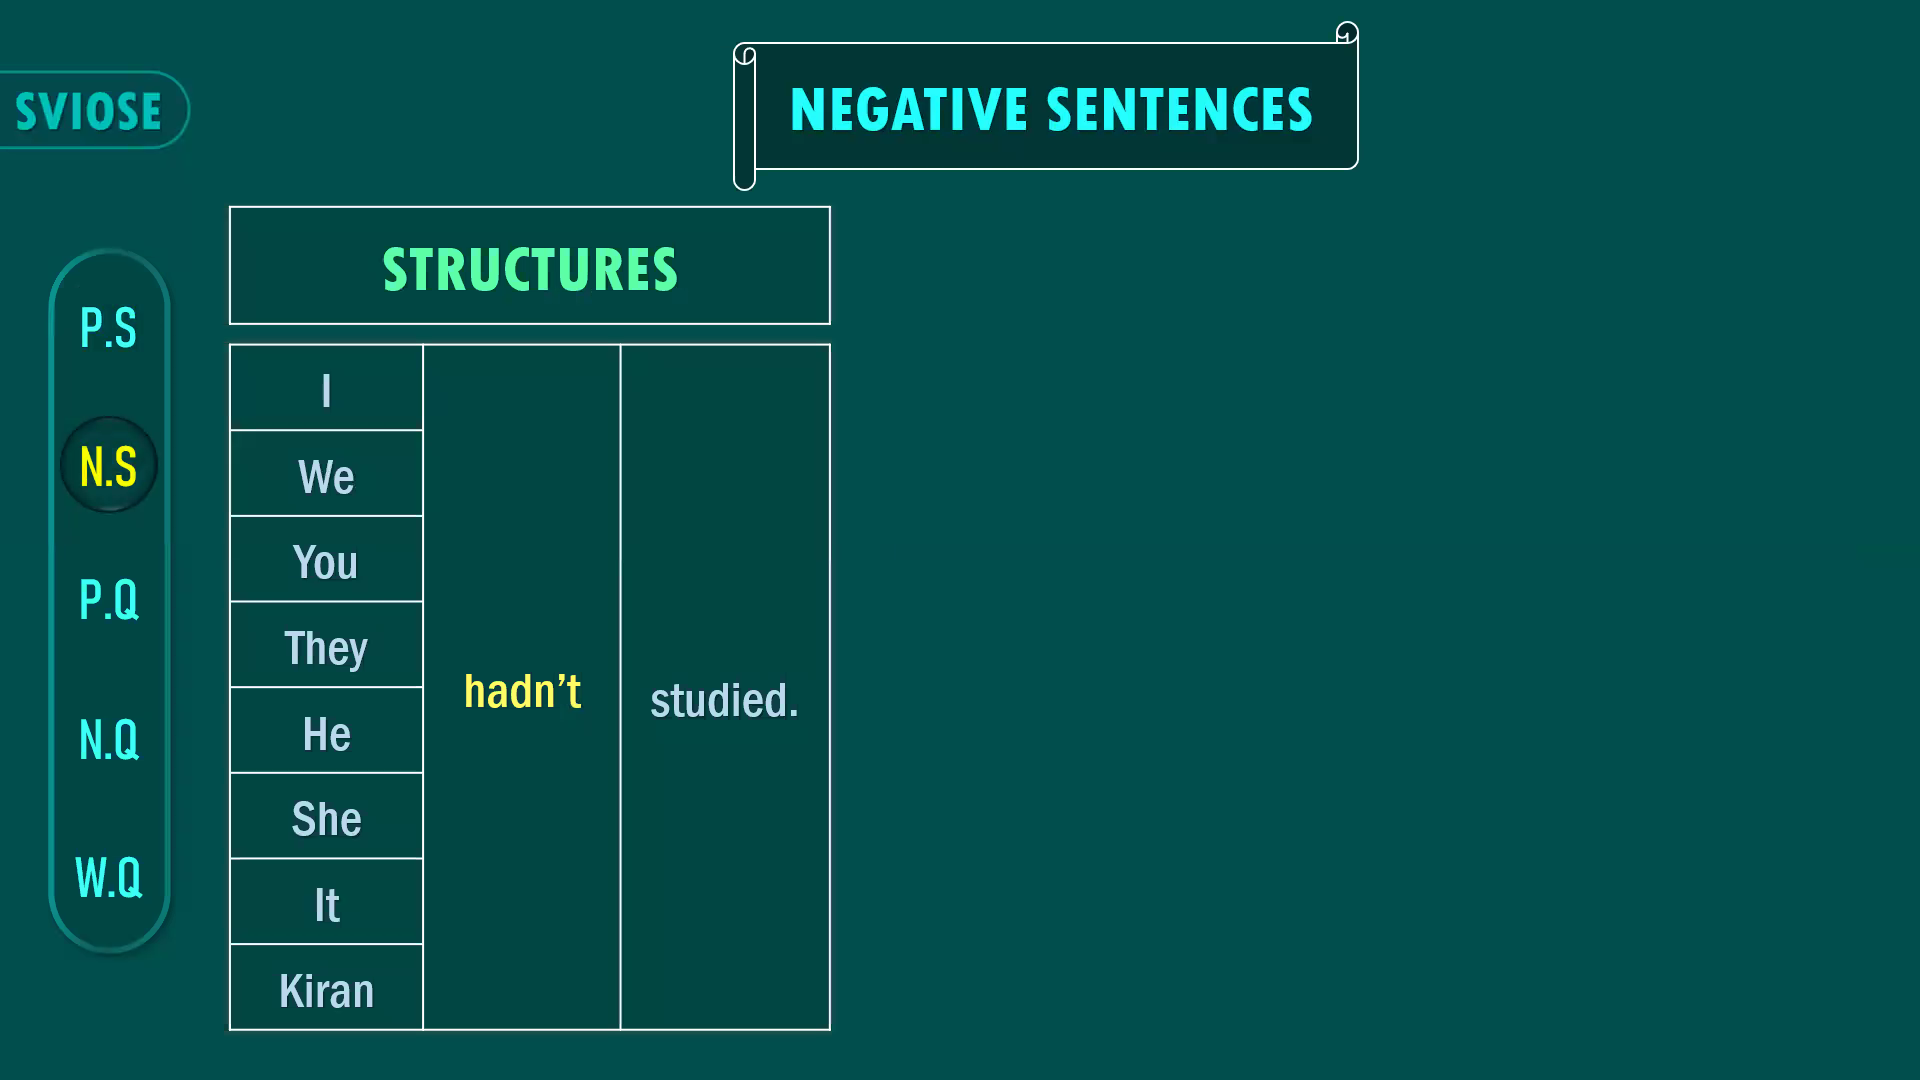 SVIOSE
NEGATIVE SENTENCES
P.S
N.S
P.Q
N.Q
W.Q
STRUCTURES
I
We
You
They
He
She
It
Kiran
hadn’t
studied.